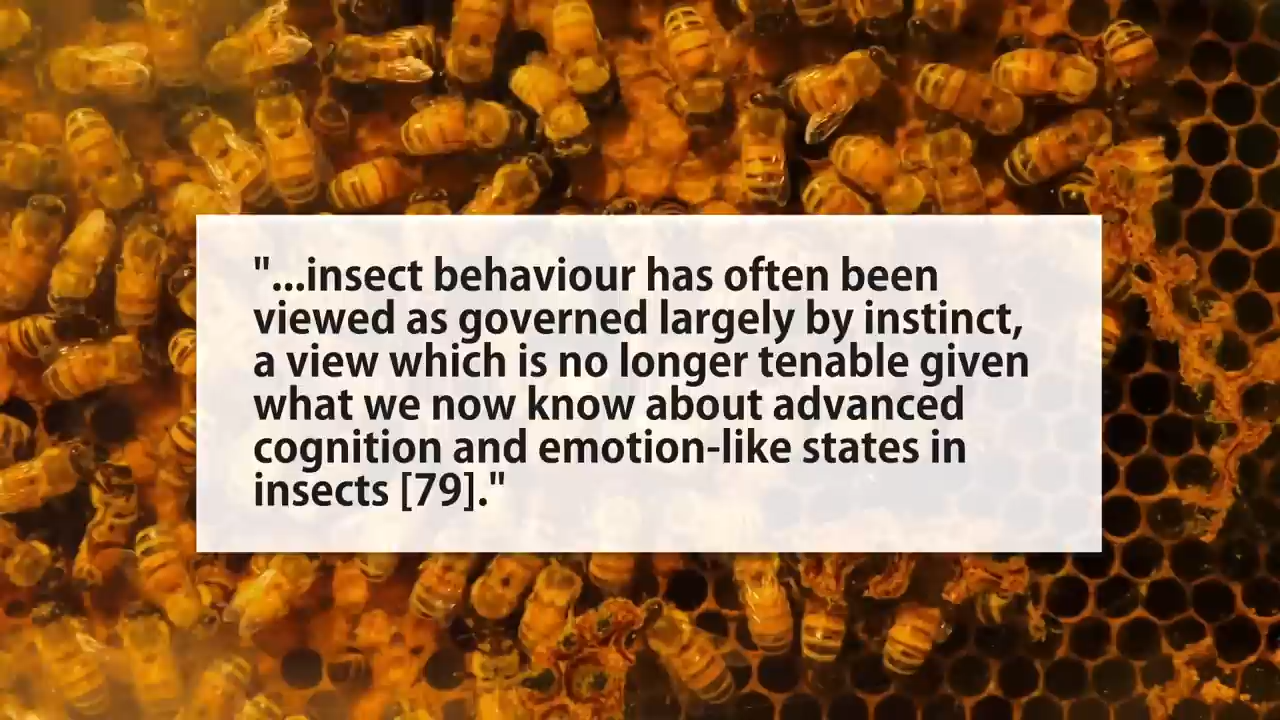 "...insect behaviour has often been
viewed as governed largely by instinct,
a view which is no longer tenable given
what we now know about advanced
cognition and emotion-like states in
insects [79]."